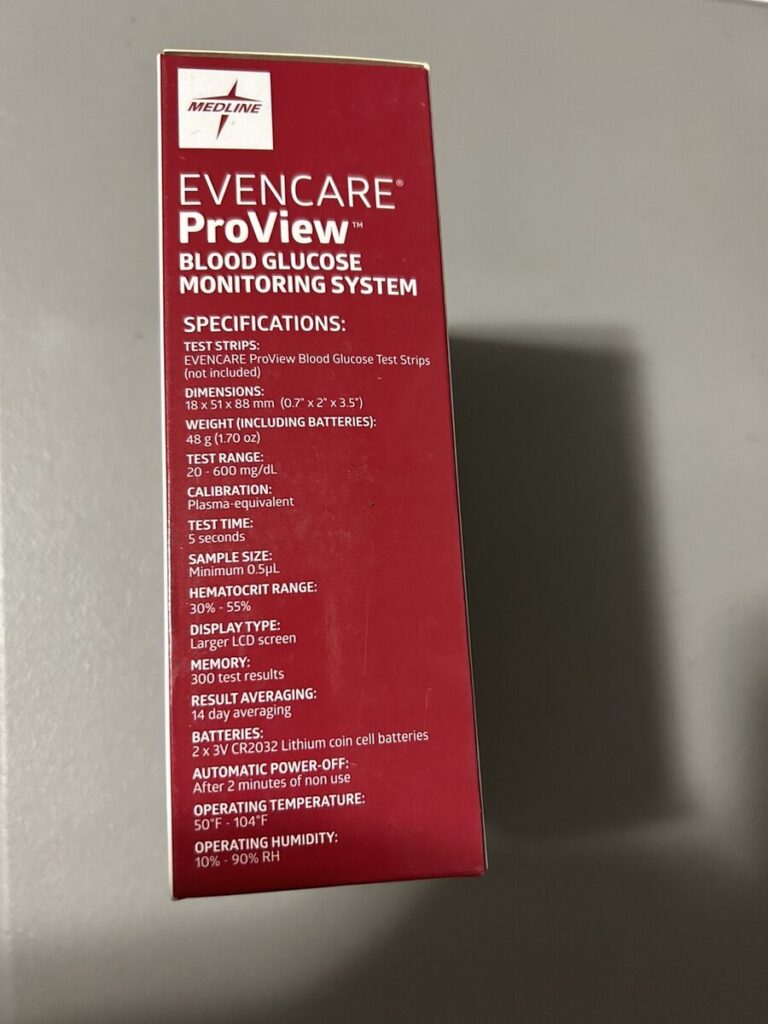 MEDLINE
EVENCARE®
ProView™
BLOOD GLUCOSE
MONITORING SYSTEM
SPECIFICATIONS:
TEST STRIPS:
EVENCARE ProView Blood Glucose Test Strips
(not included)
DIMENSIONS:
18 x 51 x 88 mm (0.7" x 2" x 3.5")
WEIGHT (INCLUDING BATTERIES):
48 g (1.70 oz)
TEST RANGE:
20 - 600 mg/dL
CALIBRATION:
Plasma-equivalent
TEST TIME:
5 seconds
SAMPLE SIZE:
Minimum 0.5µL
HEMATOCRIT RANGE:
30% - 55%
DISPLAY TYPE:
Larger LCD screen
MEMORY:
300 test results
RESULT AVERAGING:
14 day averaging
BATTERIES:
2 x 3V CR2032 Lithium coin cell batteries
AUTOMATIC POWER-OFF:
After 2 minutes of non use
OPERATING TEMPERATURE:
50°F - 104°F
OPERATING HUMIDITY:
10% - 90% RH